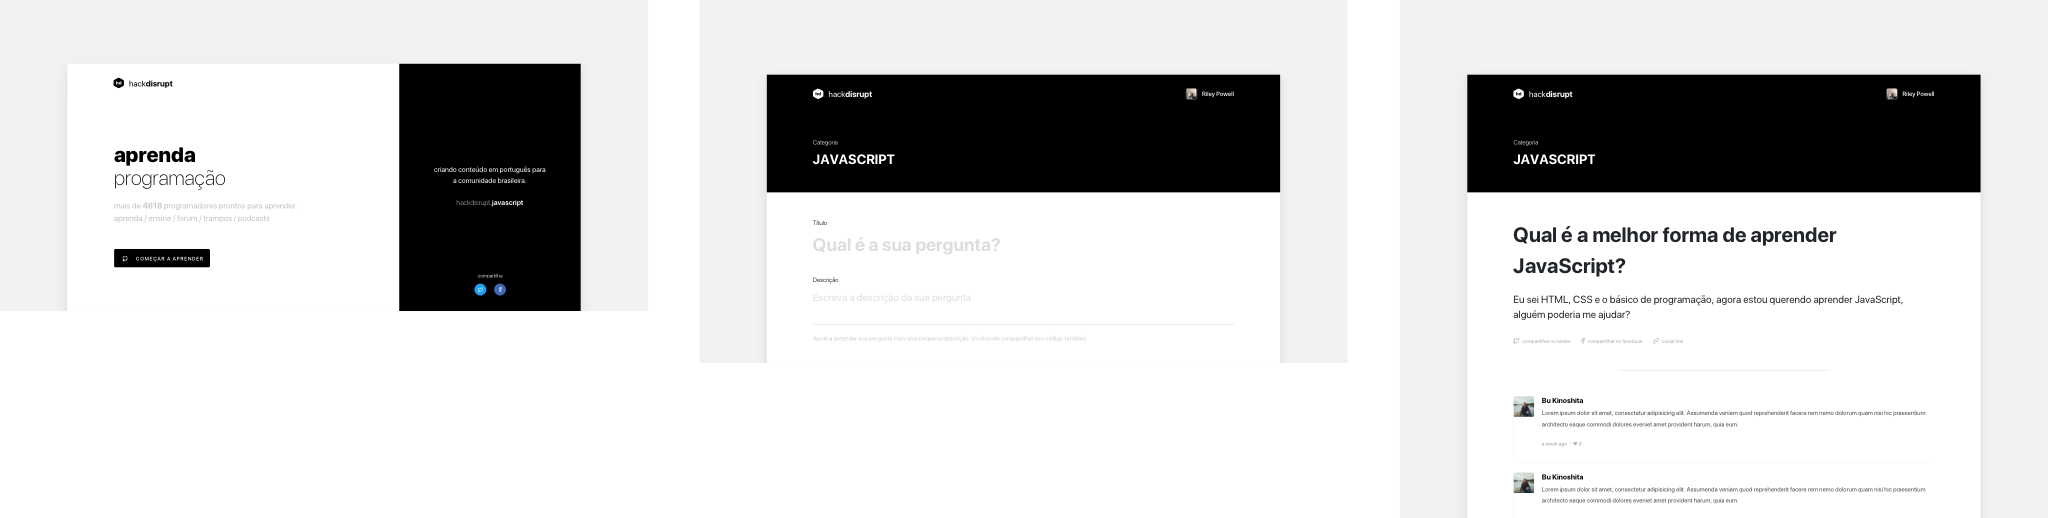 hackdisrupt
aprenda
programação
mais de 4618 programadores prontos para aprender.
aprenda / ensine / forum / trampos / podcasts
COMEÇAR A APRENDER
criando conteúdo em português para
a comunidade brasileira.
hackdisrupt.javascript
compartilhe
hackdisrupt
Riley Powell
Categoria
JAVASCRIPT
Título
Qual é a sua pergunta?
Descrição
Escreva a descrição da sua pergunta
Ajude a entender sua pergunta com uma pequena descrição. Você pode compartilhar seu código também.
hackdisrupt
Riley Powell
Categoria
JAVASCRIPT
Qual é a melhor forma de aprender
JavaScript?
Eu sei HTML, CSS e o básico de programação, agora estou querendo aprender JavaScript,
alguém poderia me ajudar?
compartilhar no twitter compartilhar no facebook copiar link
Bu Kinoshita
Lorem ipsum dolor sit amet, consectetur adipisicing elit. Assumenda veniam quod reprehenderit facere rem nemo dolorum quam nisi hic praesentium
architecto eaque commodi dolores eveniet amet provident harum, quia eum.
a week ago · ❤ 0
Bu Kinoshita
Lorem ipsum dolor sit amet, consectetur adipisicing elit. Assumenda veniam quod reprehenderit facere rem nemo dolorum quam nisi hic praesentium
architecto eaque commodi dolores eveniet amet provident harum, quia eum.